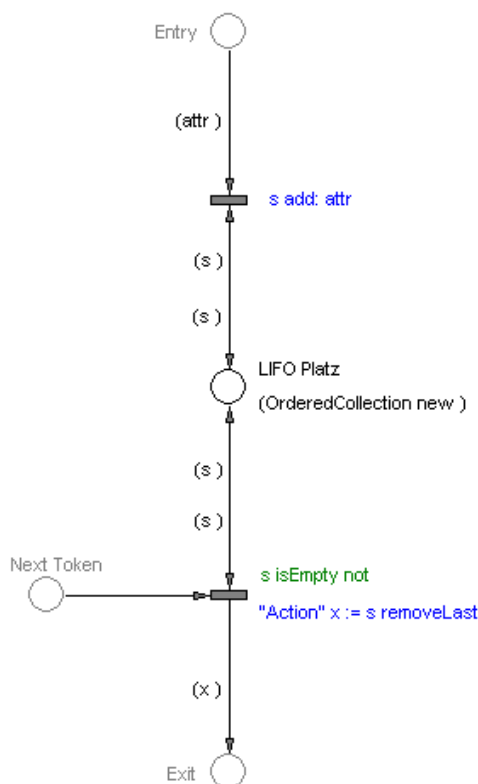 Entry
(attr )
s add: attr
(s )
(s )
LIFO Platz
(OrderedCollection new )
(s )
(s )
Next Token
s isEmpty not
"Action" x := s removeLast
(x )
Exit